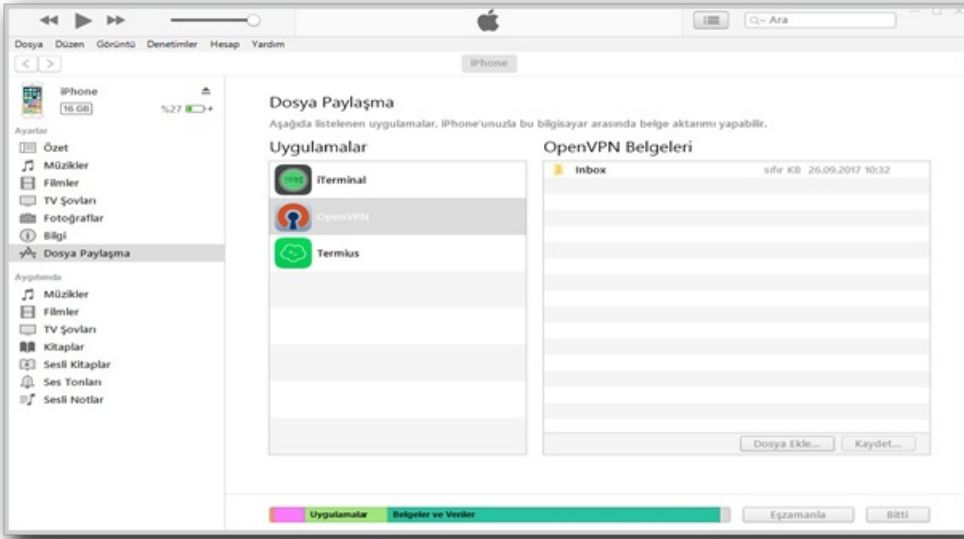 Ara
Dosya Düzen Görüntü Denetimler Hesap Yardım
iPhone
iPhone
16 GB %27
Ayarlar
Özet
Müzikler
Filmler
TV Şovları
Fotoğraflar
Bilgi
Dosya Paylaşma
Aygıtımda
Müzikler
Filmler
TV Şovları
Kitaplar
Sesli Kitaplar
Ses Tonları
Sesli Notlar
Dosya Paylaşma
Aşağıda listelenen uygulamalar, iPhone'unuzla bu bilgisayar arasında belge aktarımı yapabilir.
Uygulamalar
iTerminal
OpenVPN
Termius
OpenVPN Belgeleri
Inbox sıfır KB 26.09.2017 10:32
Dosya Ekle... Kaydet...
Uygulamalar Belgeler ve Veriler Eşzamanla Bitti